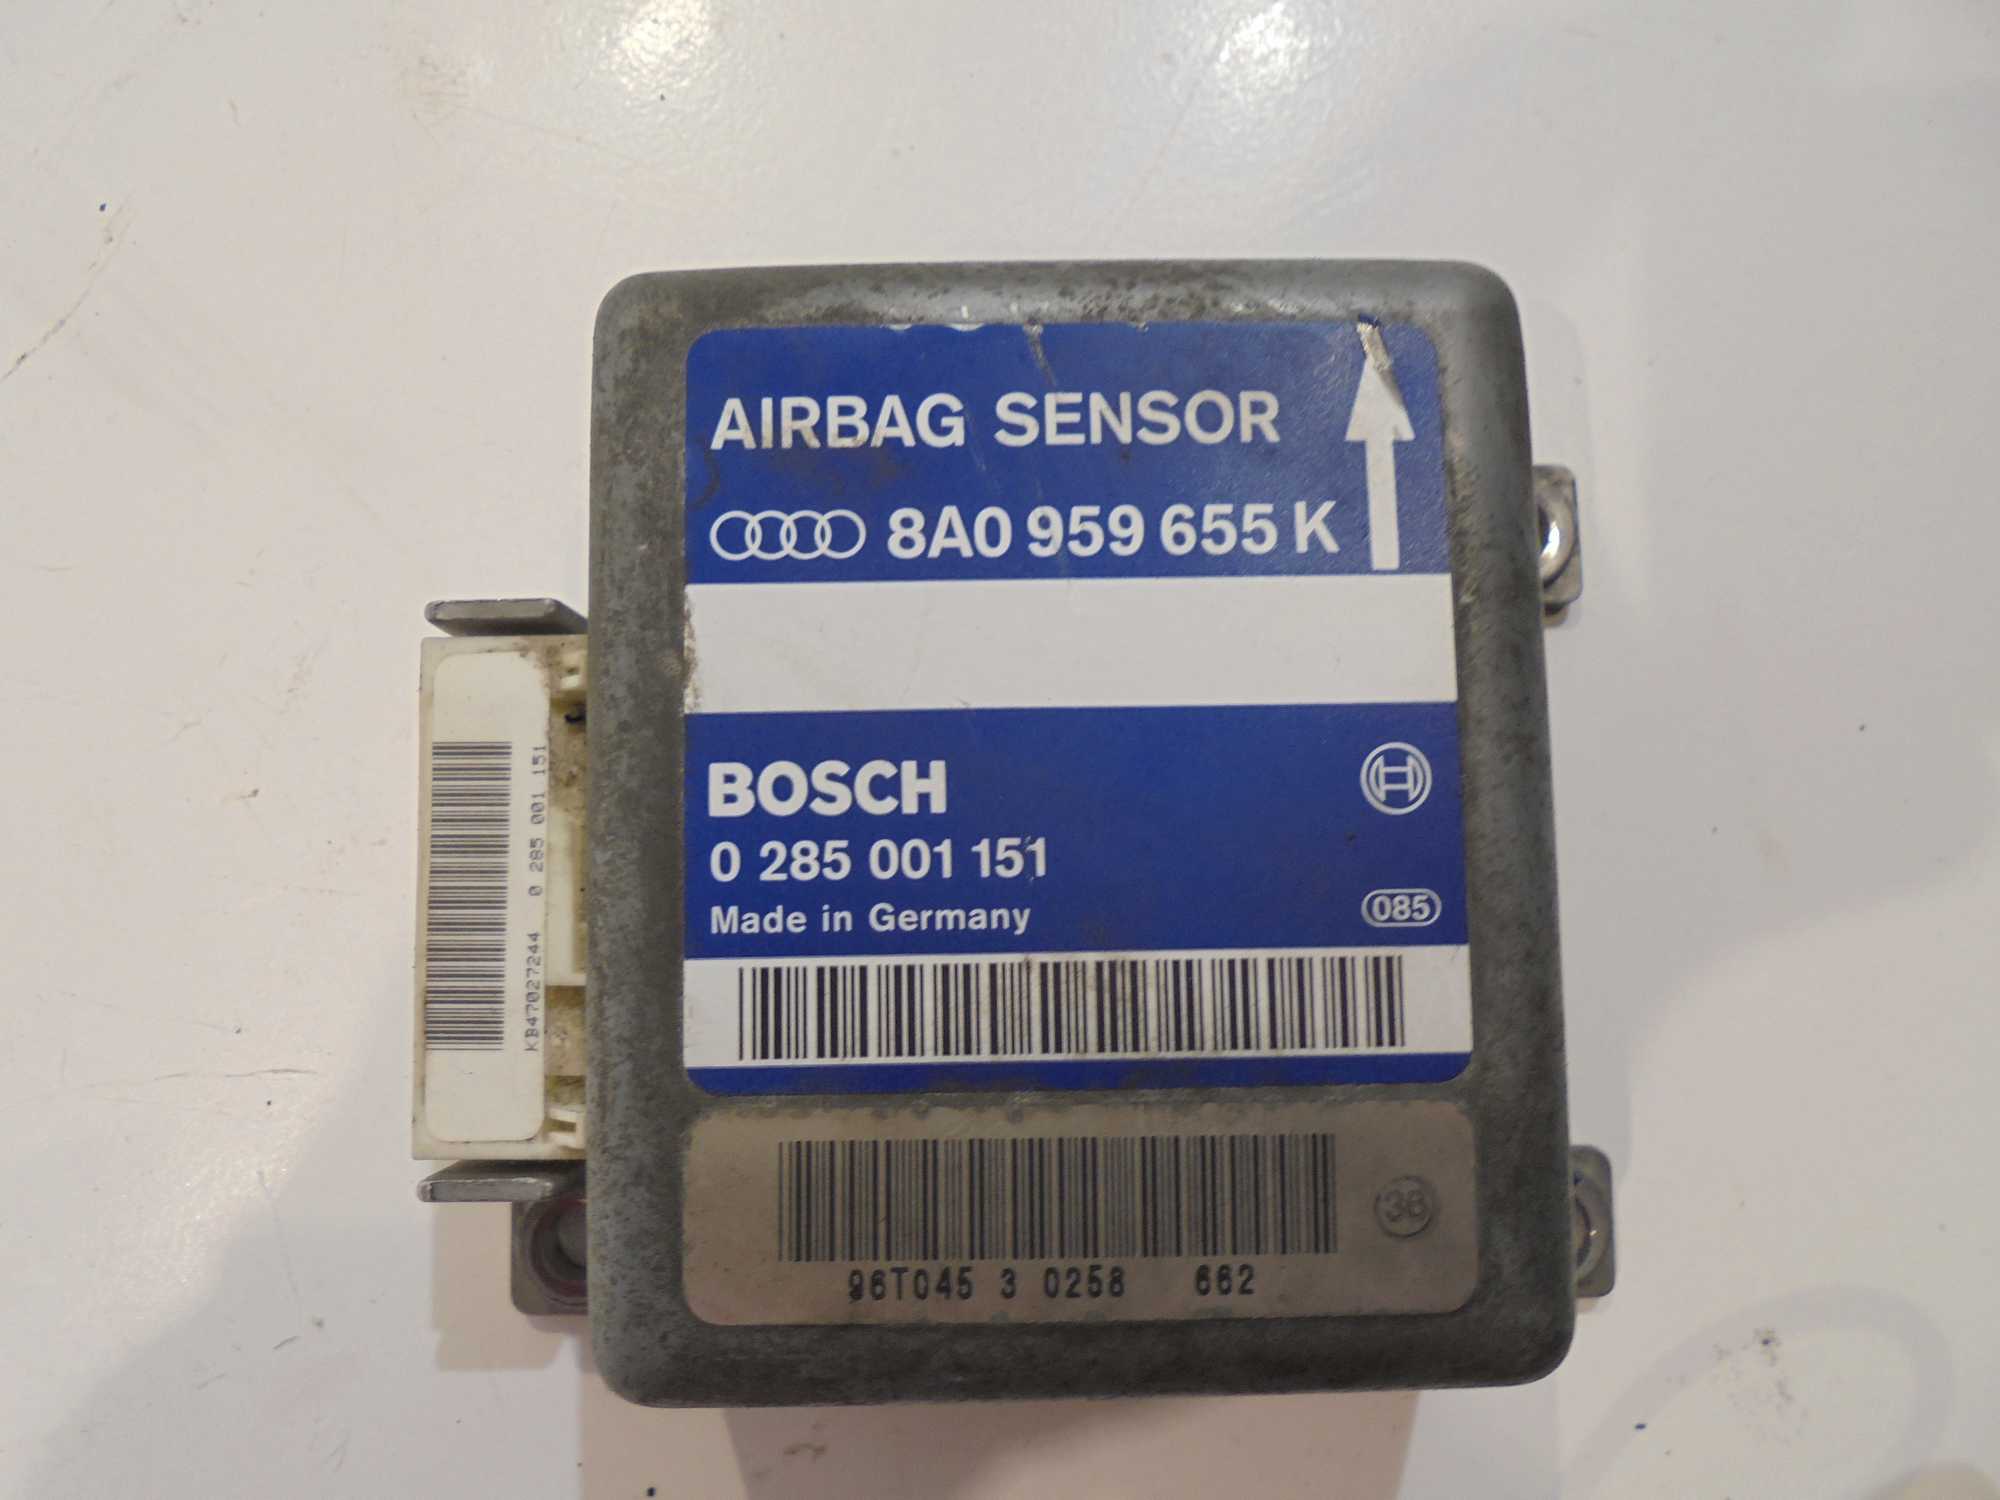 AIRBAG SENSOR
8A0 959 655 K
BOSCH
0 285 001 151
Made in Germany
085
96T045 3 0258 662
36
KB47027244 0 285 001 151